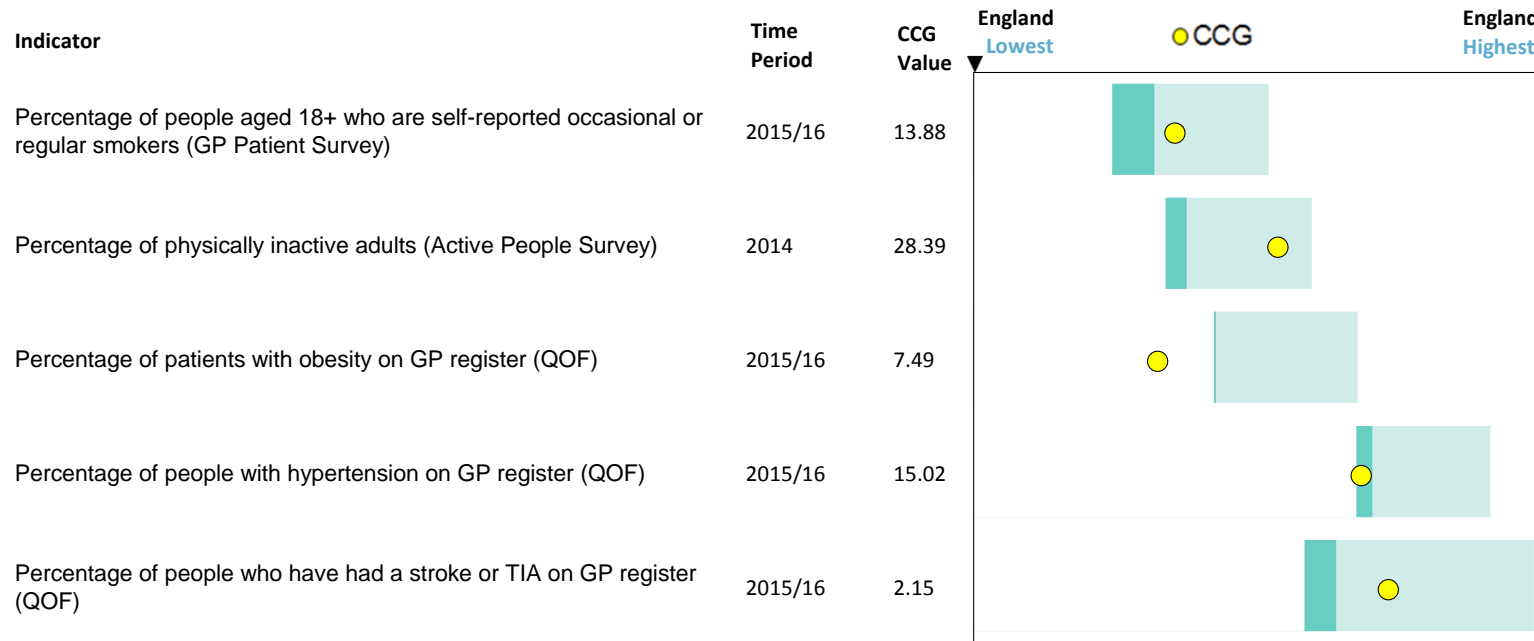 Indicator
Time
Period
CCG
Value
England
Lowest
CCG
England
Highest
Percentage of people aged 18+ who are self-reported occasional or
regular smokers (GP Patient Survey)
2015/16
13.88
Percentage of physically inactive adults (Active People Survey)
2014
28.39
Percentage of patients with obesity on GP register (QOF)
2015/16
7.49
Percentage of people with hypertension on GP register (QOF)
2015/16
15.02
Percentage of people who have had a stroke or TIA on GP register
(QOF)
2015/16
2.15